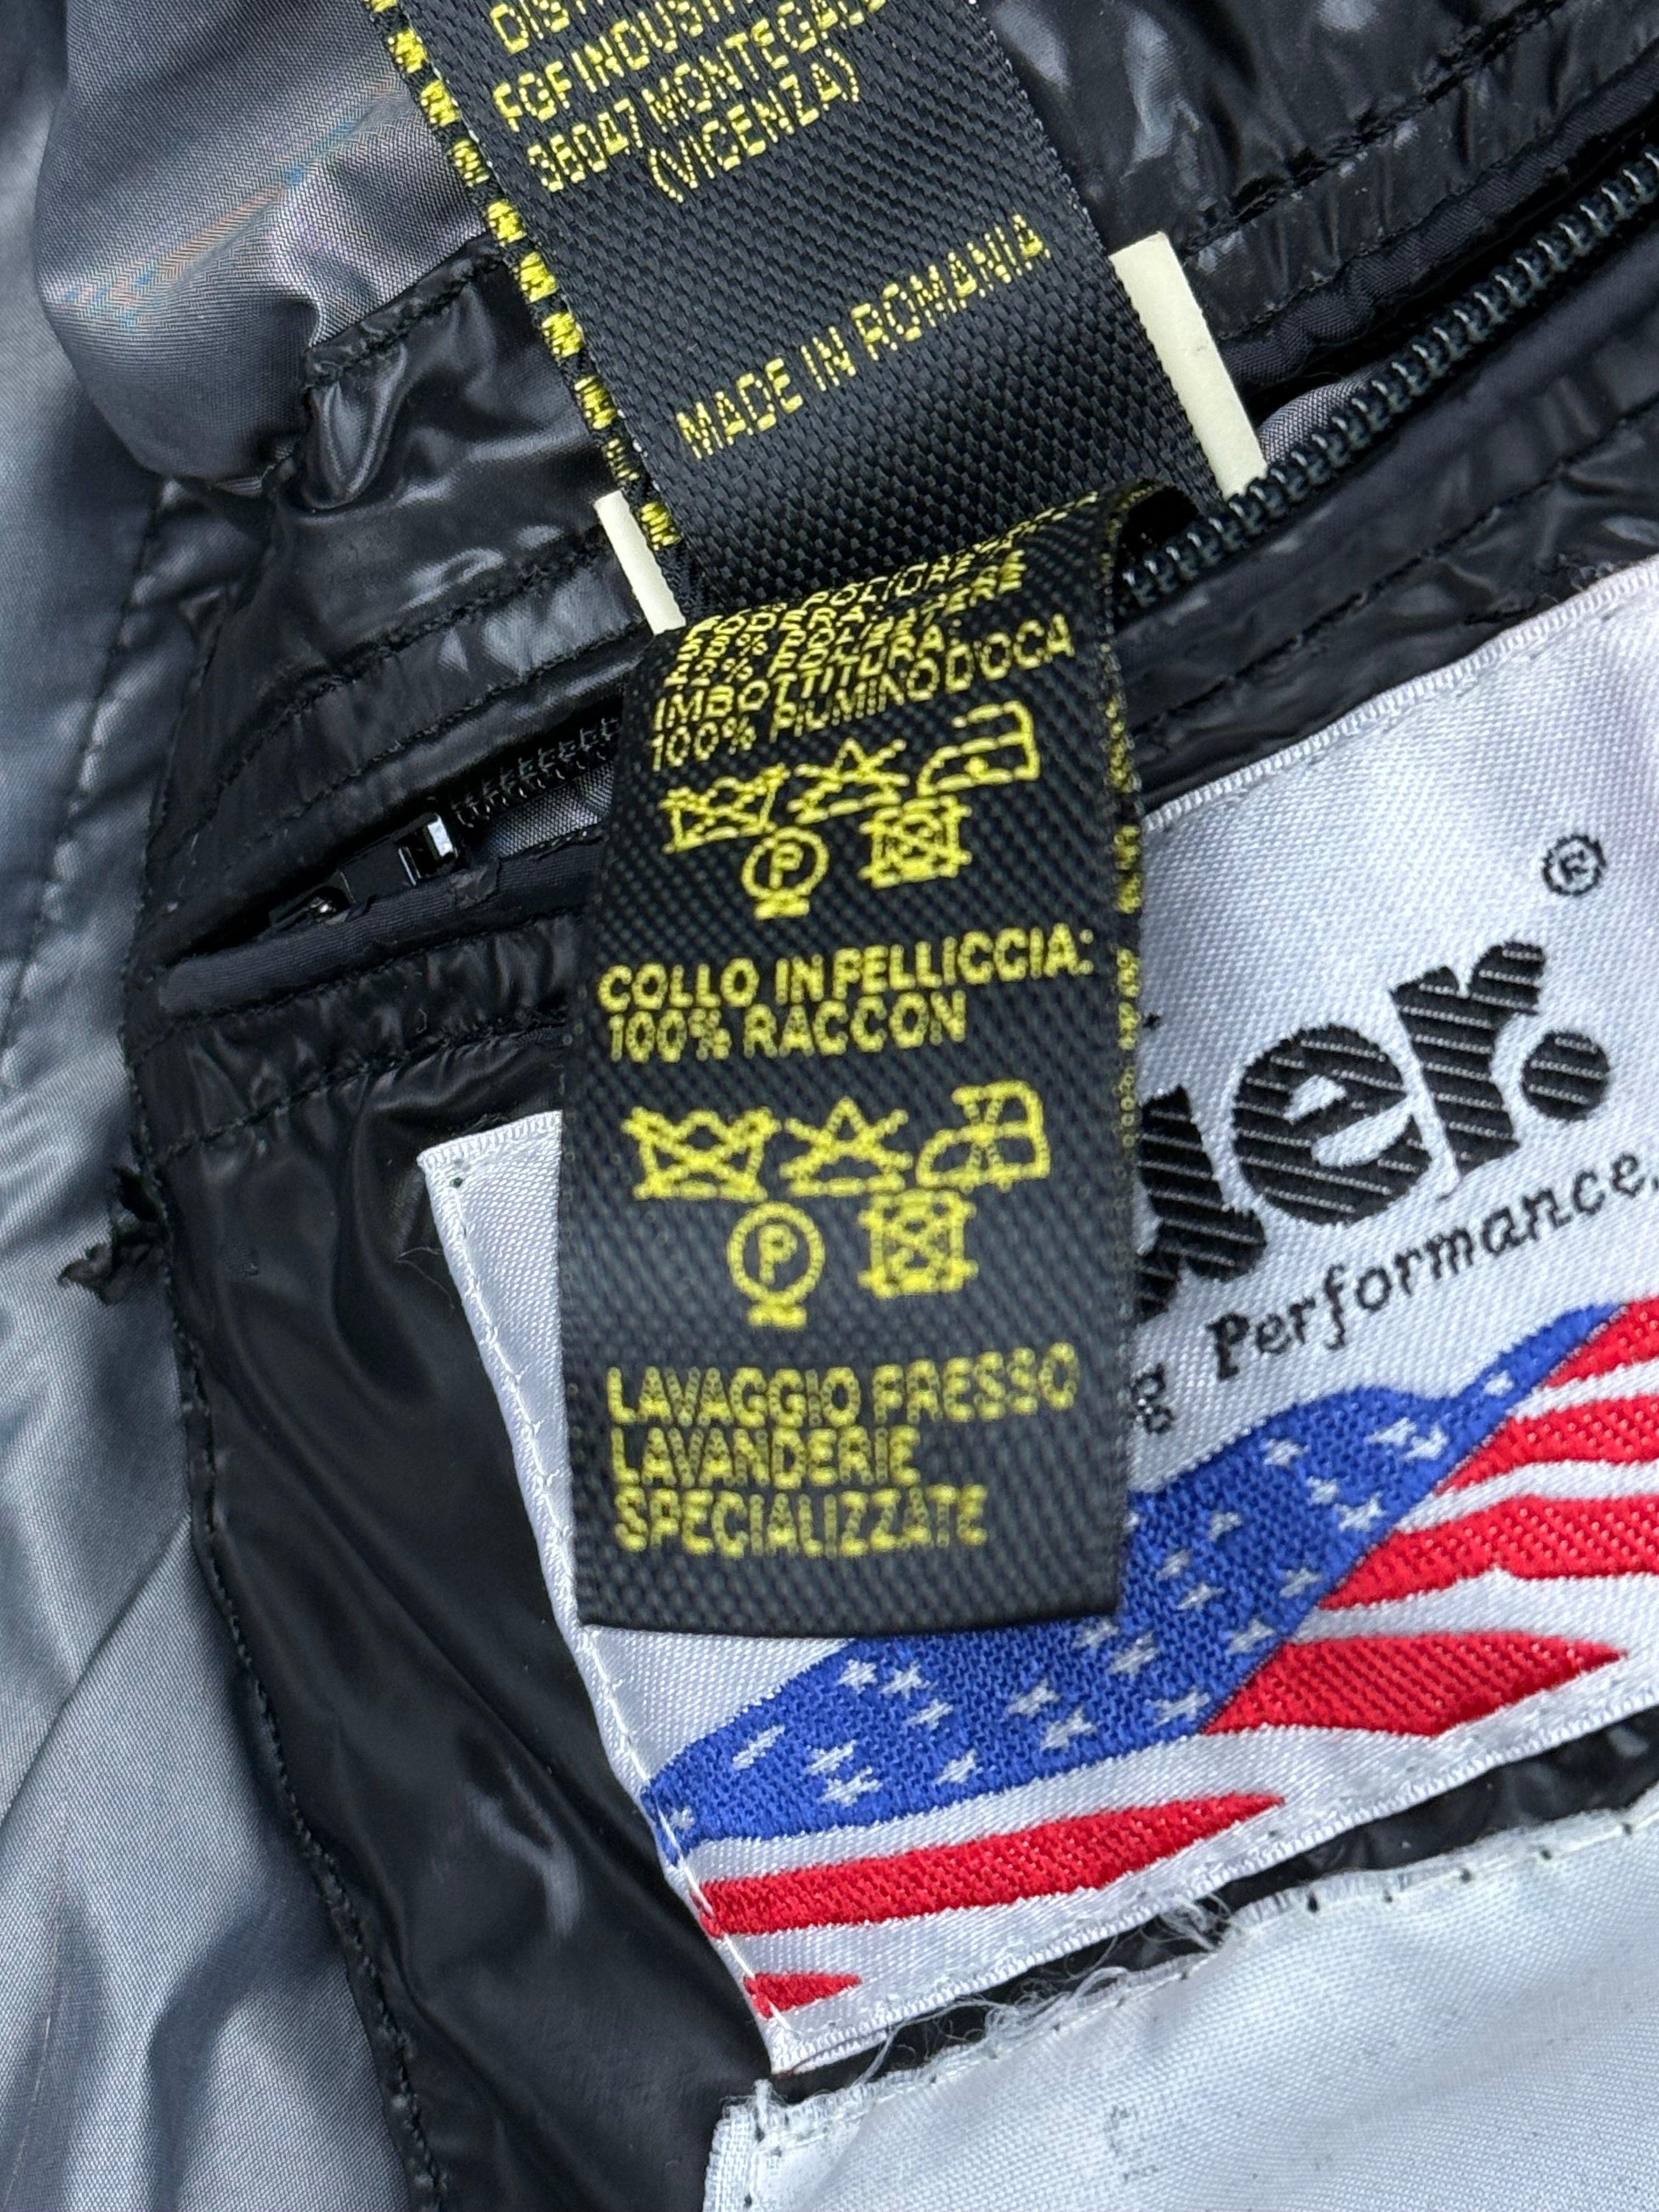 FGF INDUSTRY
36047 MONTEGALDA
(VICENZA)
MADE IN ROMANIA
IMBOTTITURA:
100% PIUMINO D'OCA
P
COLLO IN PELLICCIA:
100% RACCON
P
LAVAGGIO PRESSO
LAVANDERIE
SPECIALIZZATE
®
er.
g Performance.